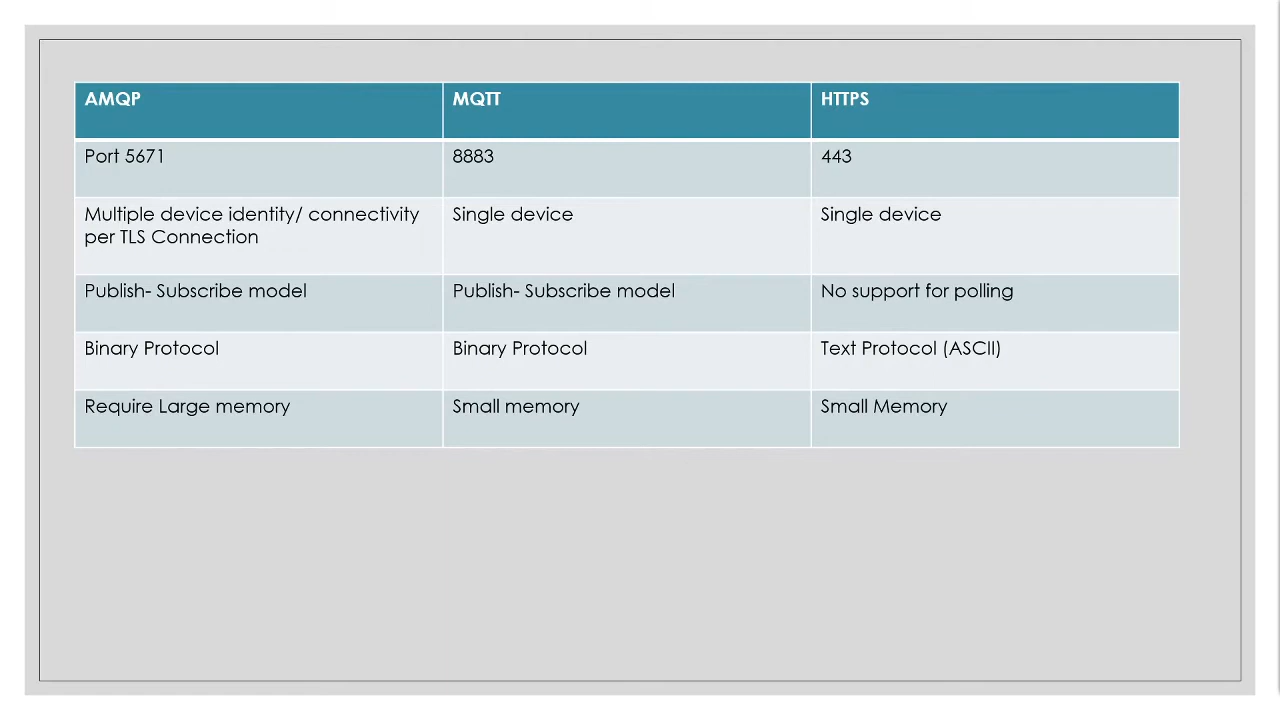 AMQP MQTT HTTPS
Port 5671 8883 443
Multiple device identity/ connectivity Single device Single device
per TLS Connection
Publish- Subscribe model Publish- Subscribe model No support for polling
Binary Protocol Binary Protocol Text Protocol (ASCII)
Require Large memory Small memory Small Memory